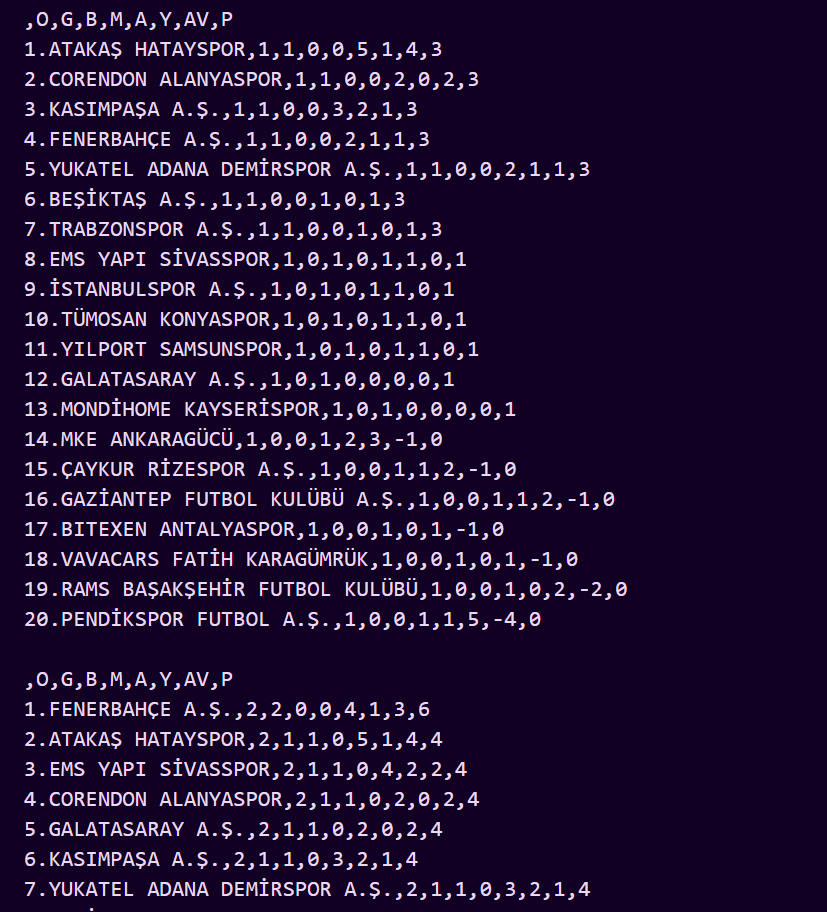 ,O,G,B,M,A,Y,AV,P
1.ATAKAŞ HATAYSPOR,1,1,0,0,5,1,4,3
2.CORENDON ALANYASPOR,1,1,0,0,2,0,2,3
3.KASIMPAŞA A.Ş.,1,1,0,0,3,2,1,3
4.FENERBAHÇE A.Ş.,1,1,0,0,2,1,1,3
5.YUKATEL ADANA DEMİRSPOR A.Ş.,1,1,0,0,2,1,1,3
6.BEŞİKTAŞ A.Ş.,1,1,0,0,1,0,1,3
7.TRABZONSPOR A.Ş.,1,1,0,0,1,0,1,3
8.EMS YAPI SİVASSPOR,1,0,1,0,1,1,0,1
9.İSTANBULSPOR A.Ş.,1,0,1,0,1,1,0,1
10.TÜMOSAN KONYASPOR,1,0,1,0,1,1,0,1
11.YILPORT SAMSUNSPOR,1,0,1,0,1,1,0,1
12.GALATASARAY A.Ş.,1,0,1,0,0,0,0,1
13.MONDİHOME KAYSERİSPOR,1,0,1,0,0,0,0,1
14.MKE ANKARAGÜCÜ,1,0,0,1,2,3,-1,0
15.ÇAYKUR RİZESPOR A.Ş.,1,0,0,1,1,2,-1,0
16.GAZİANTEP FUTBOL KULÜBÜ A.Ş.,1,0,0,1,1,2,-1,0
17.BITEXEN ANTALYASPOR,1,0,0,1,0,1,-1,0
18.VAVACARS FATİH KARAGÜMRÜK,1,0,0,1,0,1,-1,0
19.RAMS BAŞAKŞEHİR FUTBOL KULÜBÜ,1,0,0,1,0,2,-2,0
20.PENDİKSPOR FUTBOL A.Ş.,1,0,0,1,1,5,-4,0
,O,G,B,M,A,Y,AV,P
1.FENERBAHÇE A.Ş.,2,2,0,0,4,1,3,6
2.ATAKAŞ HATAYSPOR,2,1,1,0,5,1,4,4
3.EMS YAPI SİVASSPOR,2,1,1,0,4,2,2,4
4.CORENDON ALANYASPOR,2,1,1,0,2,0,2,4
5.GALATASARAY A.Ş.,2,1,1,0,2,0,2,4
6.KASIMPAŞA A.Ş.,2,1,1,0,3,2,1,4
7.YUKATEL ADANA DEMİRSPOR A.Ş.,2,1,1,0,3,2,1,4